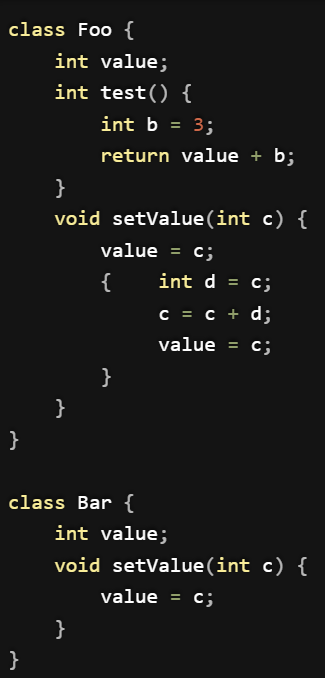 class Foo {
    int value;
    int test() {
        int b = 3;
        return value + b;
    }
    void setValue(int c) {
        value = c;
        {    int d = c;
             c = c + d;
             value = c;
        }
    }
}

class Bar {
    int value;
    void setValue(int c) {
        value = c;
    }
}